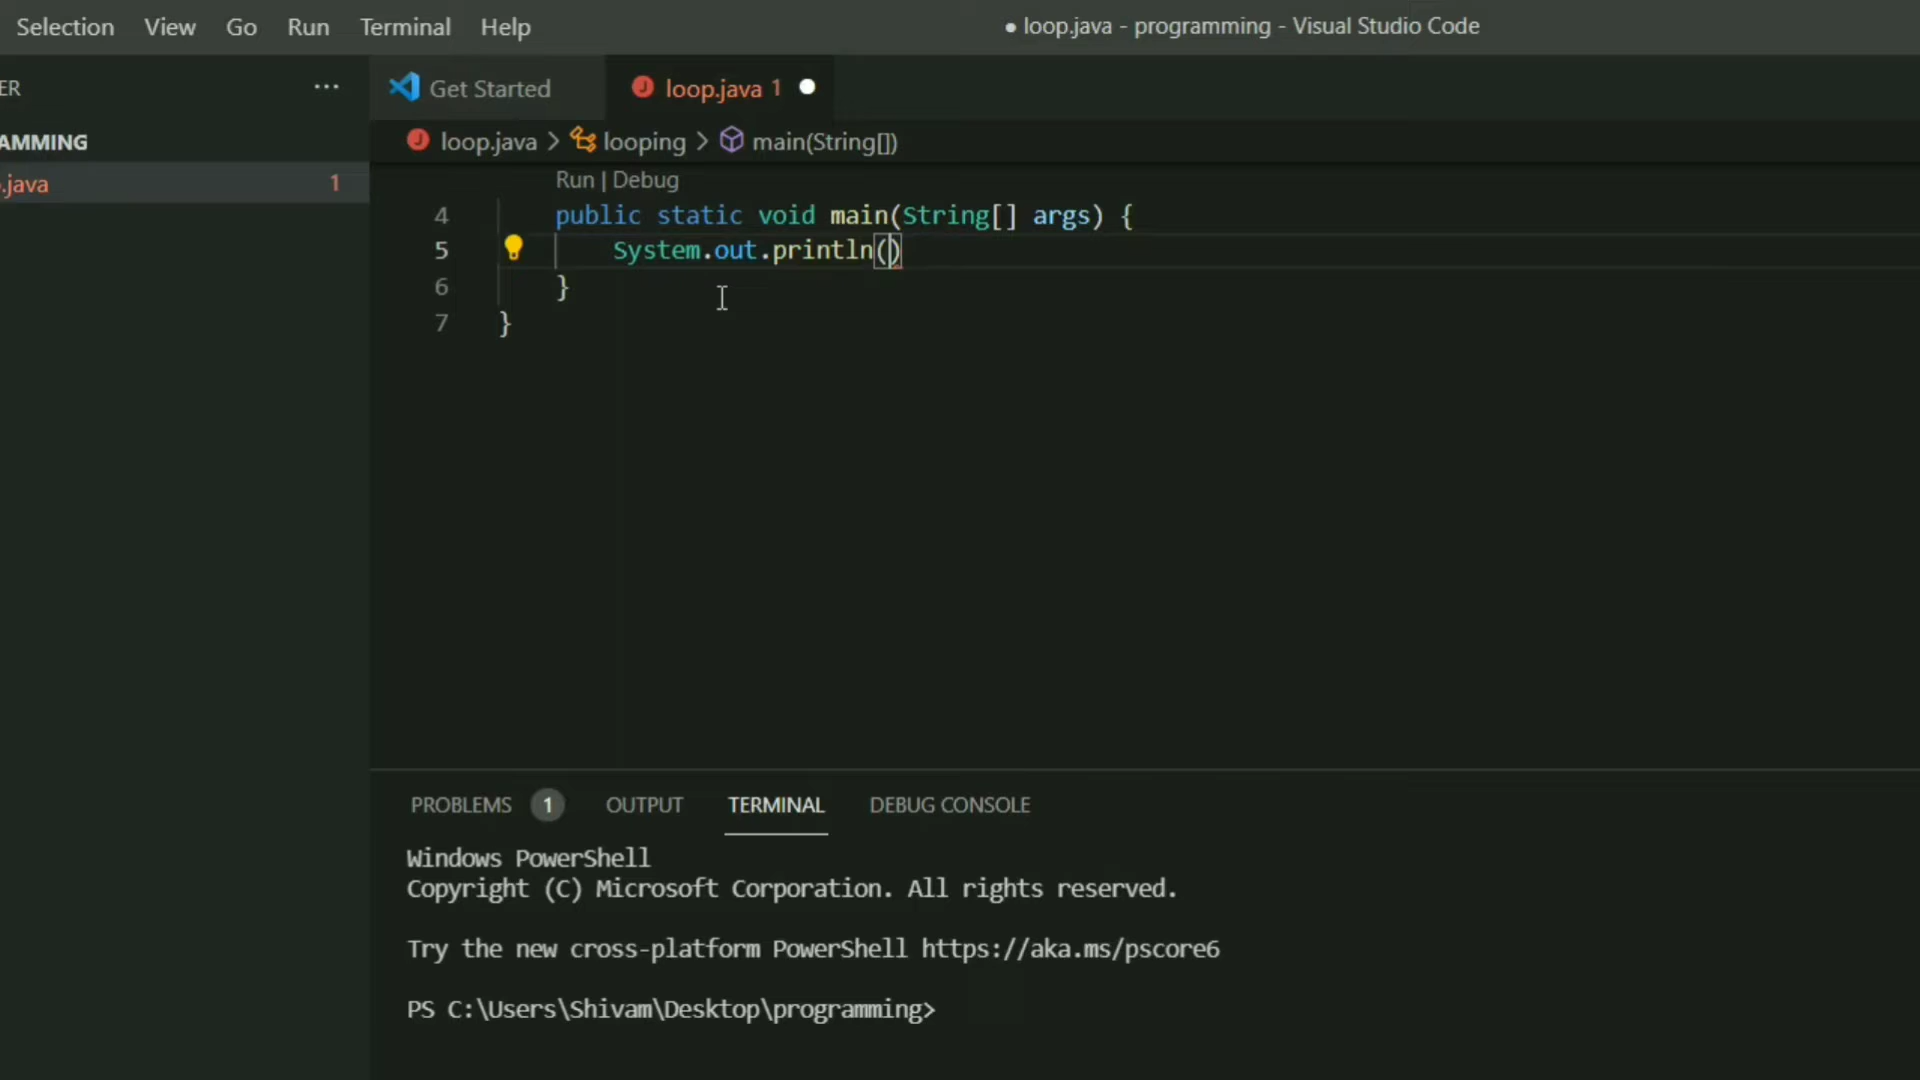 Selection View Go Run Terminal Help ● loop.java - programming - Visual Studio Code
ER ...
Get Started loop.java 1 ●
AMMING
loop.java > looping > main(String[])
.java 1
Run | Debug
4 public static void main(String[] args) {
5 System.out.println()
6 }
7 }
PROBLEMS 1 OUTPUT TERMINAL DEBUG CONSOLE
Windows PowerShell
Copyright (C) Microsoft Corporation. All rights reserved.
Try the new cross-platform PowerShell https://aka.ms/pscore6
PS C:\Users\Shivam\Desktop\programming>